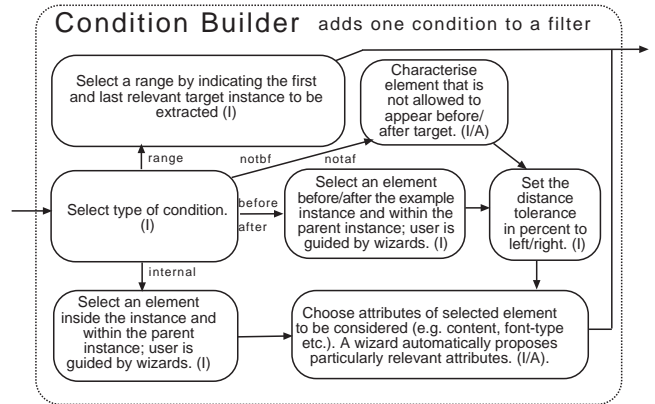 Condition Builder adds one condition to a filter
Select a range by indicating the first
and last relevant target instance to be
extracted (I)
Characterise
element that is
not allowed to
appear before/
after target. (I/A)
range
notbf
notaf
Select type of condition.
(I)
before
after
Select an element
before/after the example
instance and within the
parent instance; user is
guided by wizards. (I)
Set the
distance
tolerance
in percent to
left/right. (I)
internal
Select an element
inside the instance and
within the parent
instance; user is
guided by wizards. (I)
Choose attributes of selected element
to be considered (e.g. content, font-type
etc.). A wizard automatically proposes
particularly relevant attributes. (I/A).